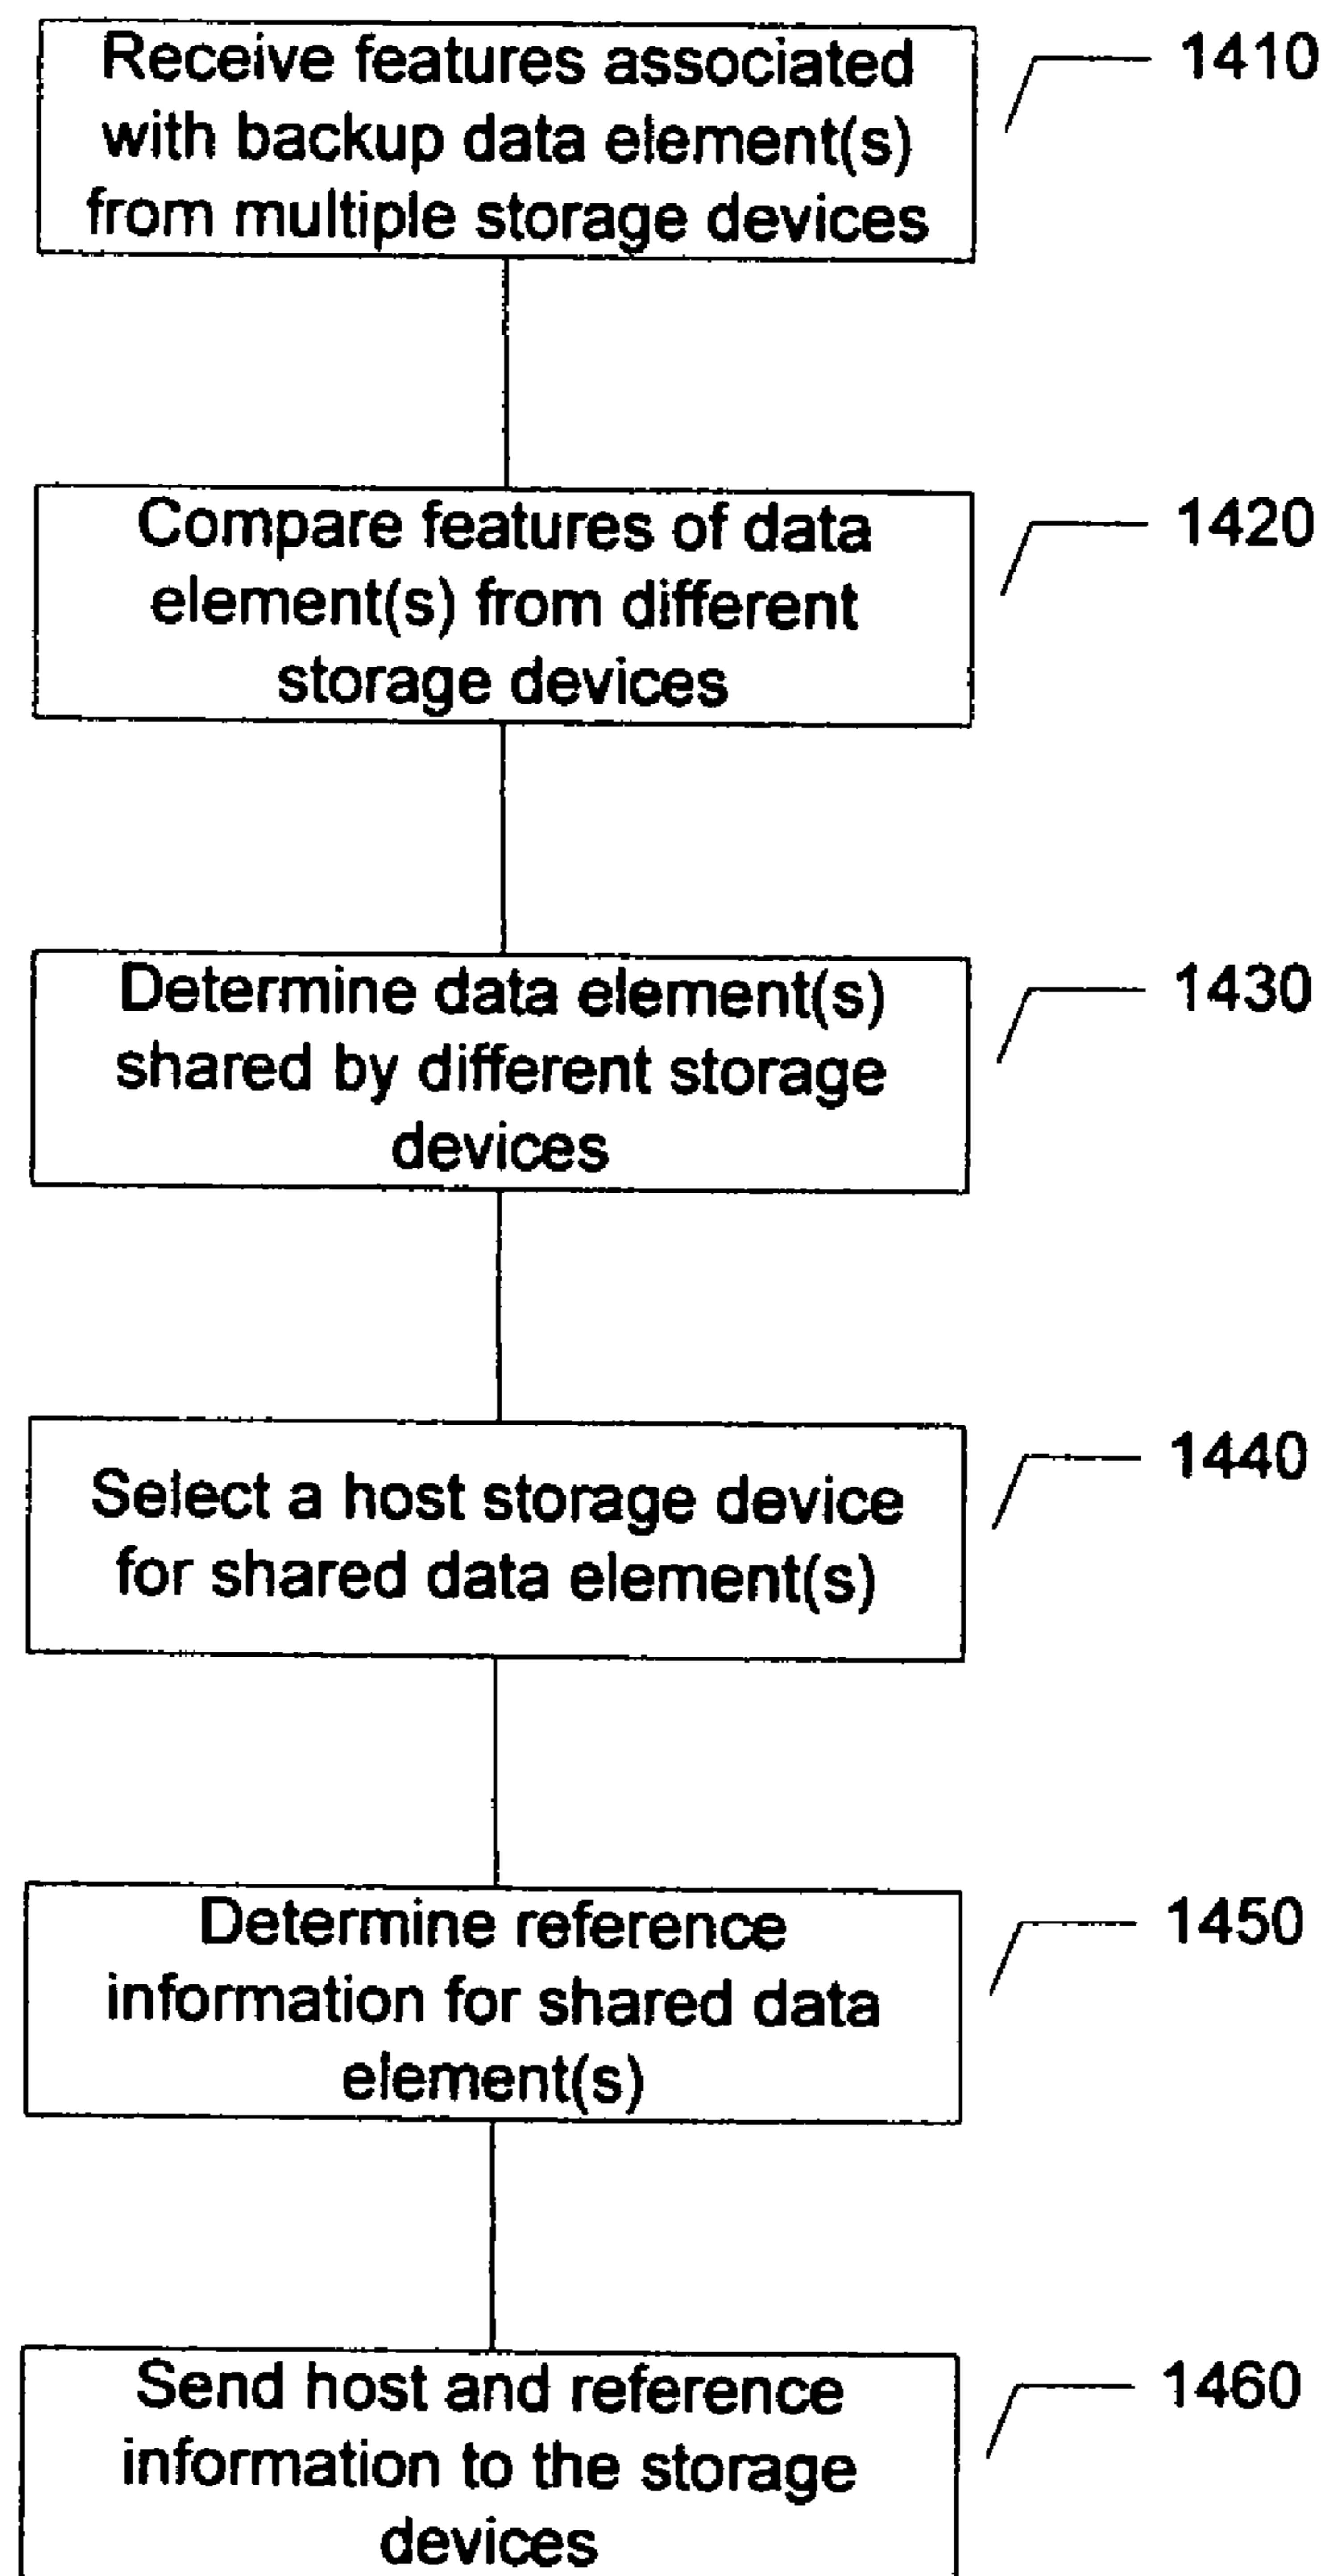 Receive features associated
with backup data element(s)
from multiple storage devices
1410
Compare features of data
element(s) from different
storage devices
1420
Determine data element(s)
shared by different storage
devices
1430
Select a host storage device
for shared data element(s)
1440
Determine reference
information for shared data
element(s)
1450
Send host and reference
information to the storage
devices
1460